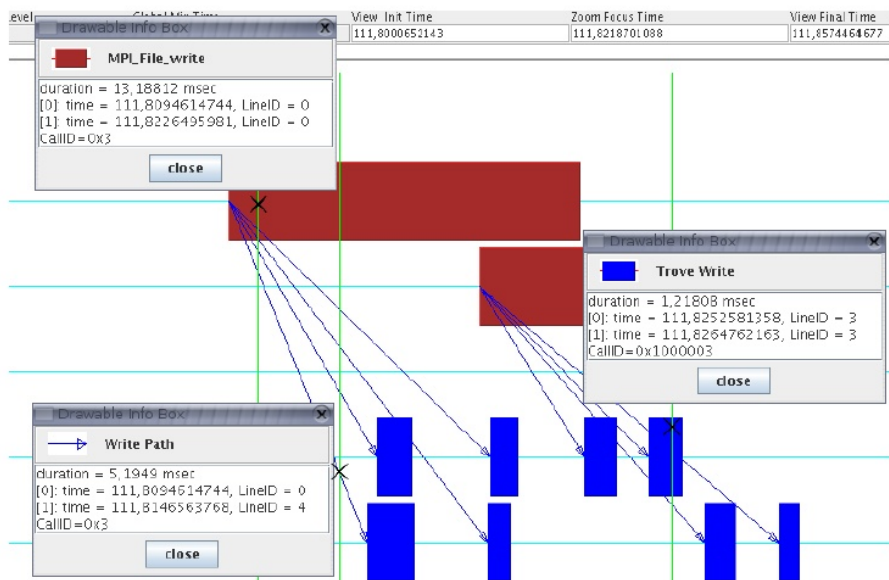 Level Global Min Time View Init Time Zoom Focus Time View Final Time
111,8000652143 111,8218701088 111,8574464677
Drawable Info Box
MPI_File_write
duration = 13,18812 msec
[0]: time = 111,8094614744, LineID = 0
[1]: time = 111,8226495981, LineID = 0
CallID=0x3
close
Drawable Info Box
Trove Write
duration = 1,21808 msec
[0]: time = 111,8252581358, LineID = 3
[1]: time = 111,8264762163, LineID = 3
CallID=0x1000003
close
Drawable Info Box
Write Path
duration = 5,1949 msec
[0]: time = 111,8094614744, LineID = 0
[1]: time = 111,8146563768, LineID = 4
CallID=0x3
close